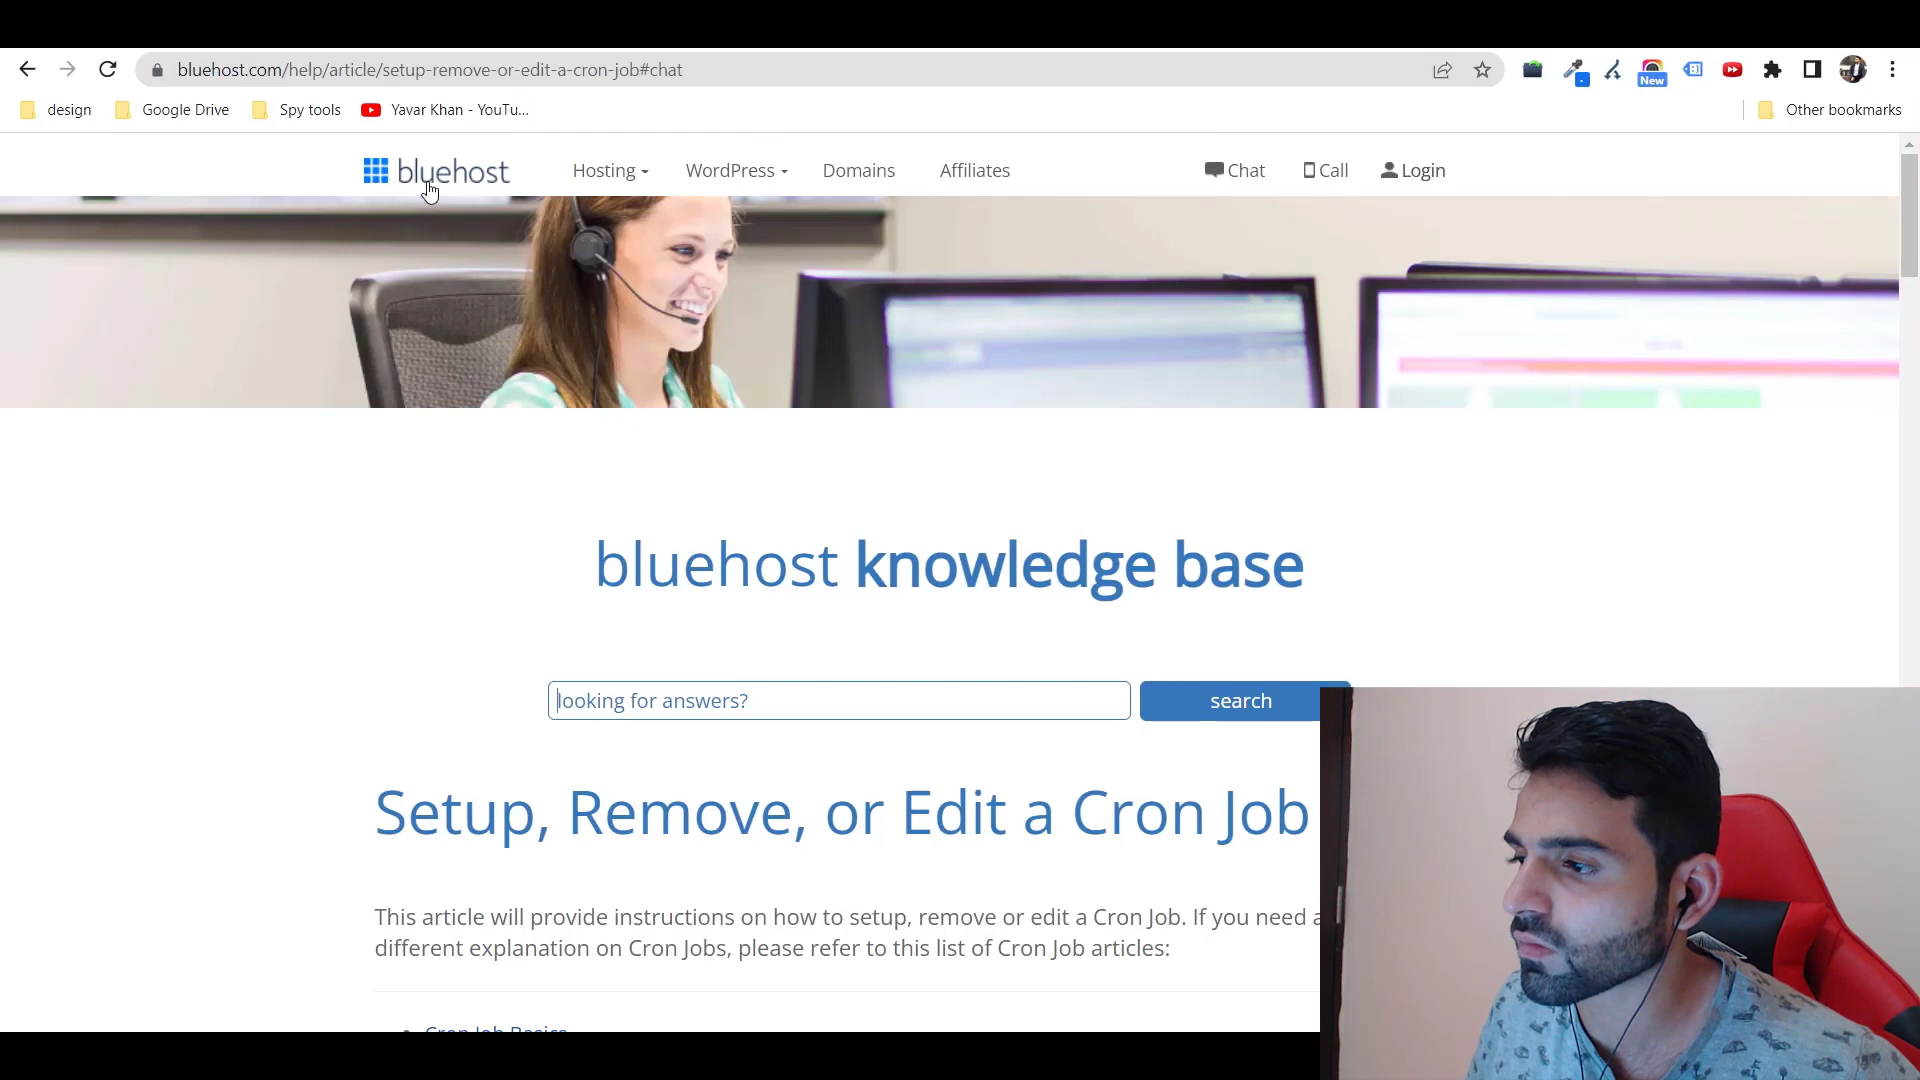 bluehost.com/help/article/setup-remove-or-edit-a-cron-job#chat
New
design
Google Drive
Spy tools
Yavar Khan - YouTu...
Other bookmarks
bluehost
Hosting
WordPress
Domains
Affiliates
Chat
Call
Login
bluehost knowledge base
looking for answers?
search
Setup, Remove, or Edit a Cron Job
This article will provide instructions on how to setup, remove or edit a Cron Job. If you need a
different explanation on Cron Jobs, please refer to this list of Cron Job articles:
Cron Job Basics